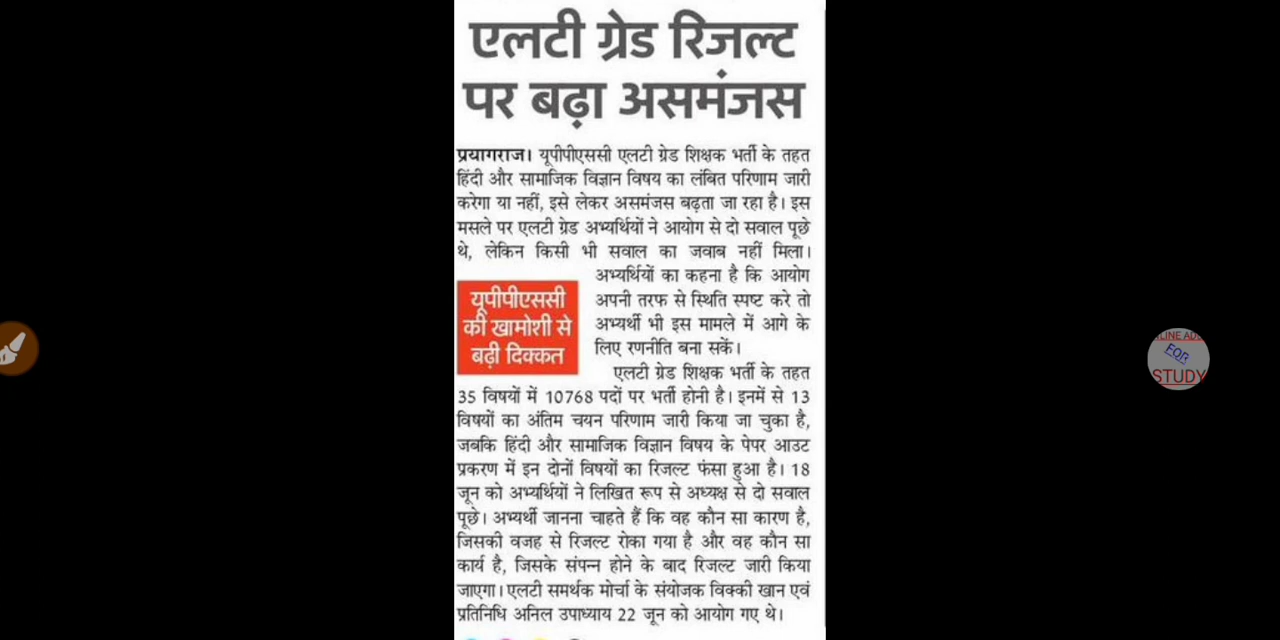 एलटी ग्रेड रिजल्ट
पर बढ़ा असमंजस
प्रयागराज। यूपीपीएससी एलटी ग्रेड शिक्षक भर्ती के तहत
हिंदी और सामाजिक विज्ञान विषय का लंबित परिणाम जारी
करेगा या नहीं, इसे लेकर असमंजस बढ़ता जा रहा है। इस
मसले पर एलटी ग्रेड अभ्यर्थियों ने आयोग से दो सवाल पूछे
थे, लेकिन किसी भी सवाल का जवाब नहीं मिला।
अभ्यर्थियों का कहना है कि आयोग
अपनी तरफ से स्थिति स्पष्ट करे तो
अभ्यर्थी भी इस मामले में आगे के
लिए रणनीति बना सकें।
यूपीपीएससी
की खामोशी से
बढ़ी दिक्कत
एलटी ग्रेड शिक्षक भर्ती के तहत
35 विषयों में 10768 पदों पर भर्ती होनी है। इनमें से 13
विषयों का अंतिम चयन परिणाम जारी किया जा चुका है,
जबकि हिंदी और सामाजिक विज्ञान विषय के पेपर आउट
प्रकरण में इन दोनों विषयों का रिजल्ट फंसा हुआ है। 18
जून को अभ्यर्थियों ने लिखित रूप से अध्यक्ष से दो सवाल
पूछे। अभ्यर्थी जानना चाहते हैं कि वह कौन सा कारण है,
जिसकी वजह से रिजल्ट रोका गया है और वह कौन सा
कार्य है, जिसके संपन्न होने के बाद रिजल्ट जारी किया
जाएगा। एलटी समर्थक मोर्चा के संयोजक विक्की खान एवं
प्रतिनिधि अनिल उपाध्याय 22 जून को आयोग गए थे।
FOR
STUDY